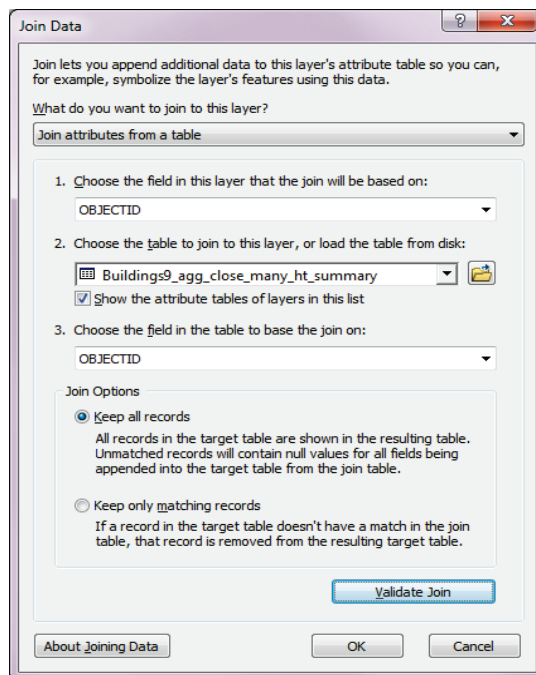 Join Data
Join lets you append additional data to this layer's attribute table so you can,
for example, symbolize the layer's features using this data.
What do you want to join to this layer?
Join attributes from a table
1. Choose the field in this layer that the join will be based on:
OBJECTID
2. Choose the table to join to this layer, or load the table from disk:
Buildings9_agg_close_many_ht_summary
Show the attribute tables of layers in this list
3. Choose the field in the table to base the join on:
OBJECTID
Join Options
Keep all records
All records in the target table are shown in the resulting table.
Unmatched records will contain null values for all fields being
appended into the target table from the join table.
Keep only matching records
If a record in the target table doesn't have a match in the join
table, that record is removed from the resulting target table.
Validate Join
About Joining Data
OK
Cancel